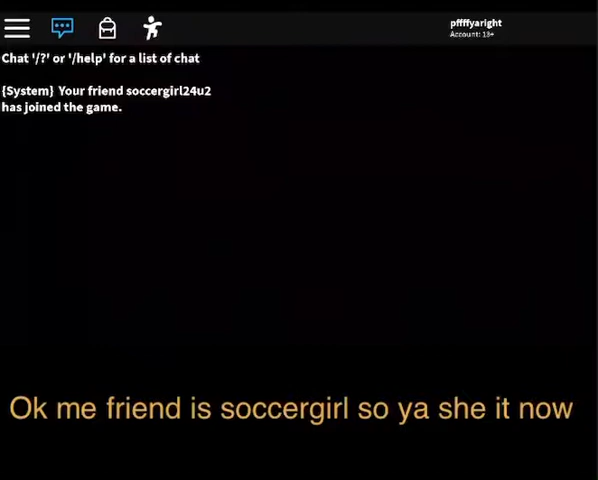 pffffyaright
Account: 13+
Chat '/?' or '/help' for a list of chat
{System} Your friend soccergirl24u2
has joined the game.
Ok me friend is soccergirl so ya she it now